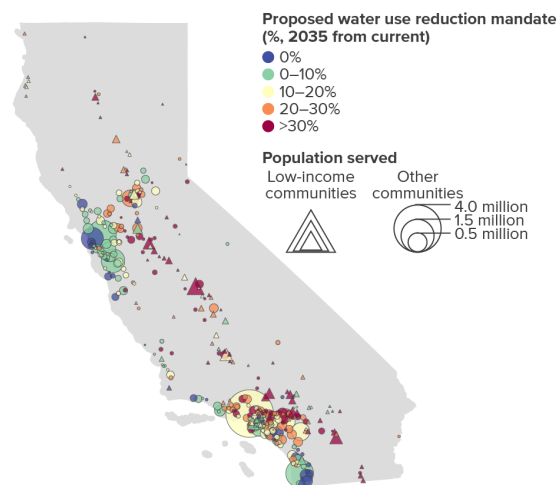 Proposed water use reduction mandate
(%, 2035 from current)
0%
0–10%
10–20%
20–30%
>30%
Population served
Low-income
communities
Other
communities
4.0 million
1.5 million
0.5 million